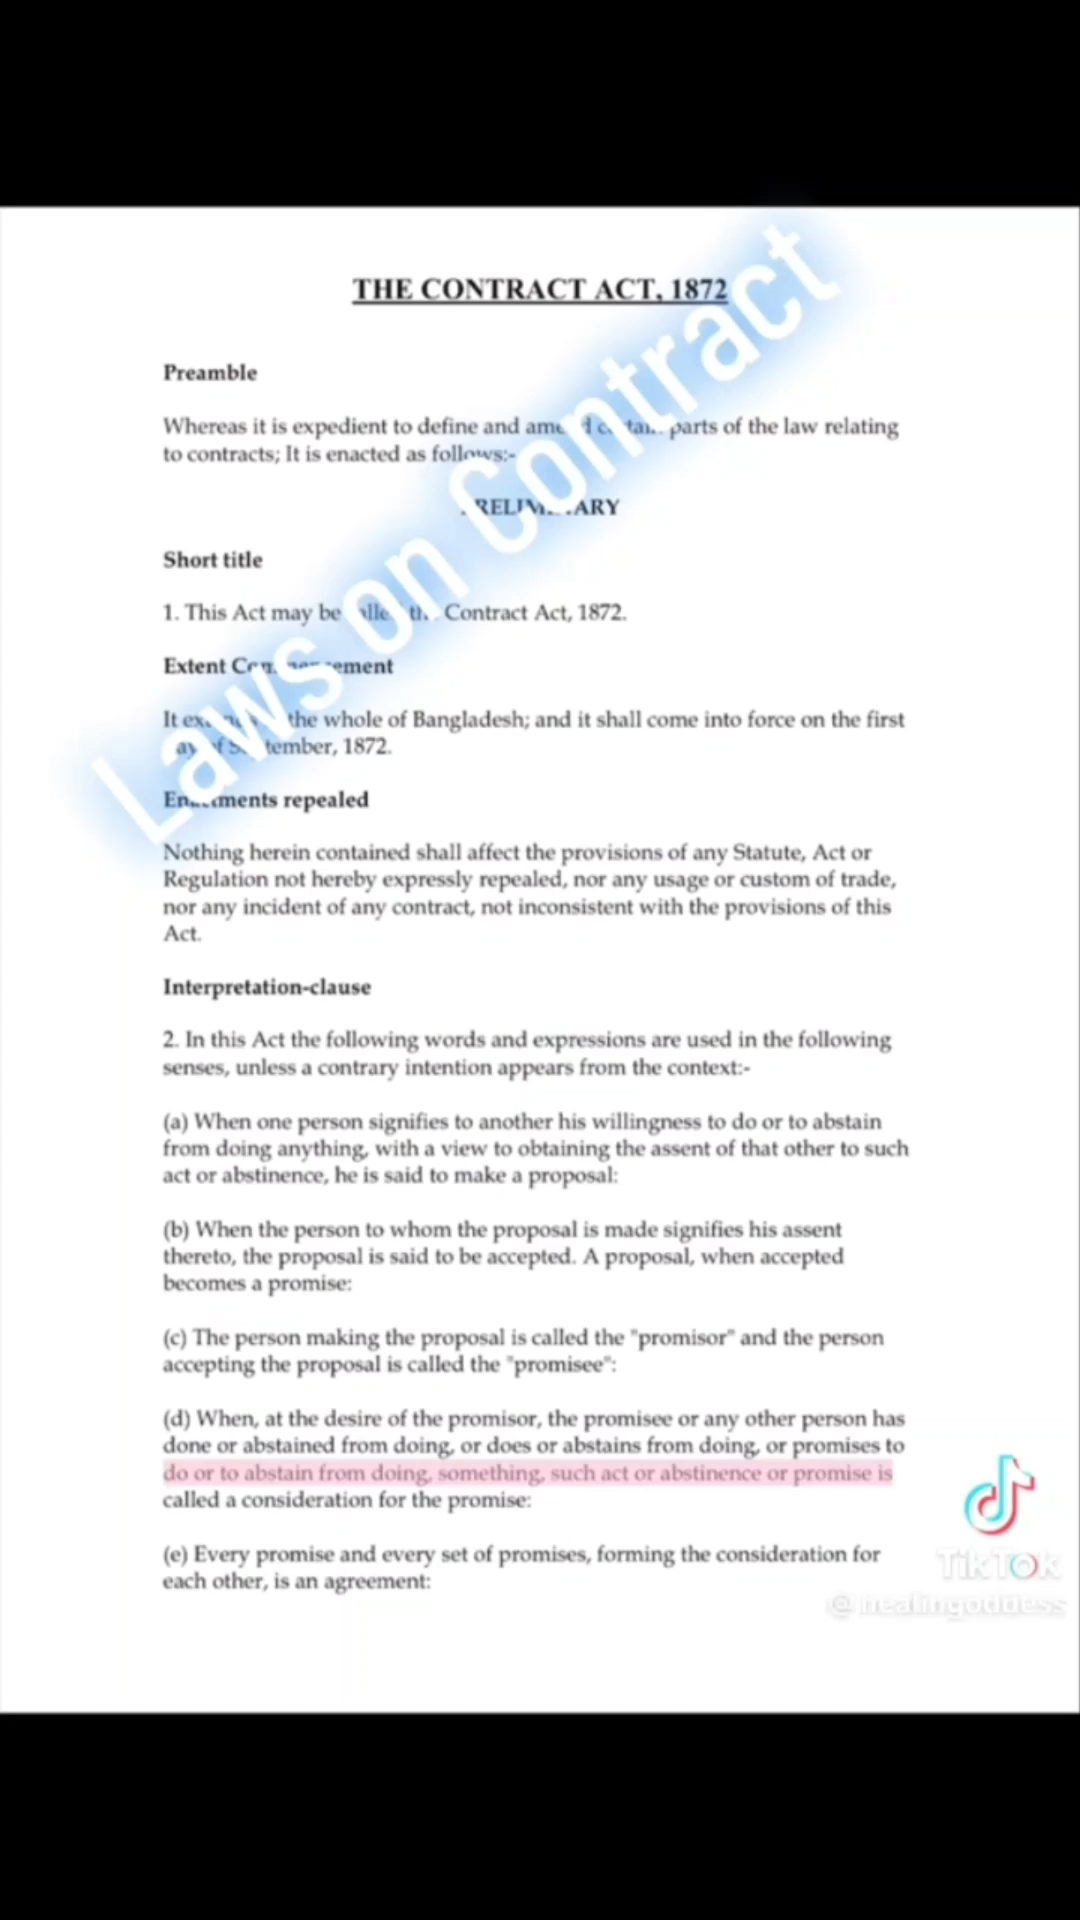 THE CONTRACT ACT, 1872
Laws on Contract
Preamble
Whereas it is expedient to define and parts of the law relating
to contracts; It is enacted as follows:-
PRELIMINARY
Short title
1. This Act may be Contract Act, 1872.
Extent Commencement
It the whole of Bangladesh; and it shall come into force on the first
September, 1872.
Enactments repealed
Nothing herein contained shall affect the provisions of any Statute, Act or
Regulation not hereby expressly repealed, nor any usage or custom of trade,
nor any incident of any contract, not inconsistent with the provisions of this
Act.
Interpretation-clause
2. In this Act the following words and expressions are used in the following
senses, unless a contrary intention appears from the context:-
(a) When one person signifies to another his willingness to do or to abstain
from doing anything, with a view to obtaining the assent of that other to such
act or abstinence, he is said to make a proposal:
(b) When the person to whom the proposal is made signifies his assent
thereto, the proposal is said to be accepted. A proposal, when accepted
becomes a promise:
(c) The person making the proposal is called the "promisor" and the person
accepting the proposal is called the "promisee":
(d) When, at the desire of the promisor, the promisee or any other person has
done or abstained from doing, or does or abstains from doing, or promises to
do or to abstain from doing, something, such act or abstinence or promise is
called a consideration for the promise:
(e) Every promise and every set of promises, forming the consideration for
each other, is an agreement:
TikTok
@healingoddess